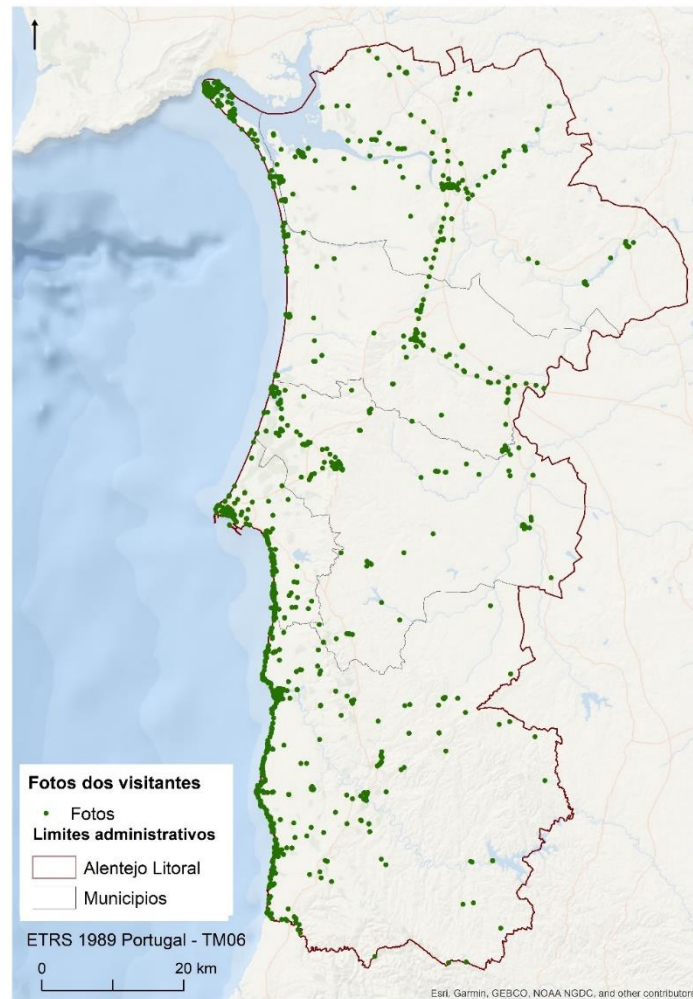 Fotos dos visitantes
Fotos
Limites administrativos
Alentejo Litoral
Municipios
ETRS 1989 Portugal - TM06
0 20 km
Esri, Garmin, GEBCO, NOAA NGDC, and other contributors